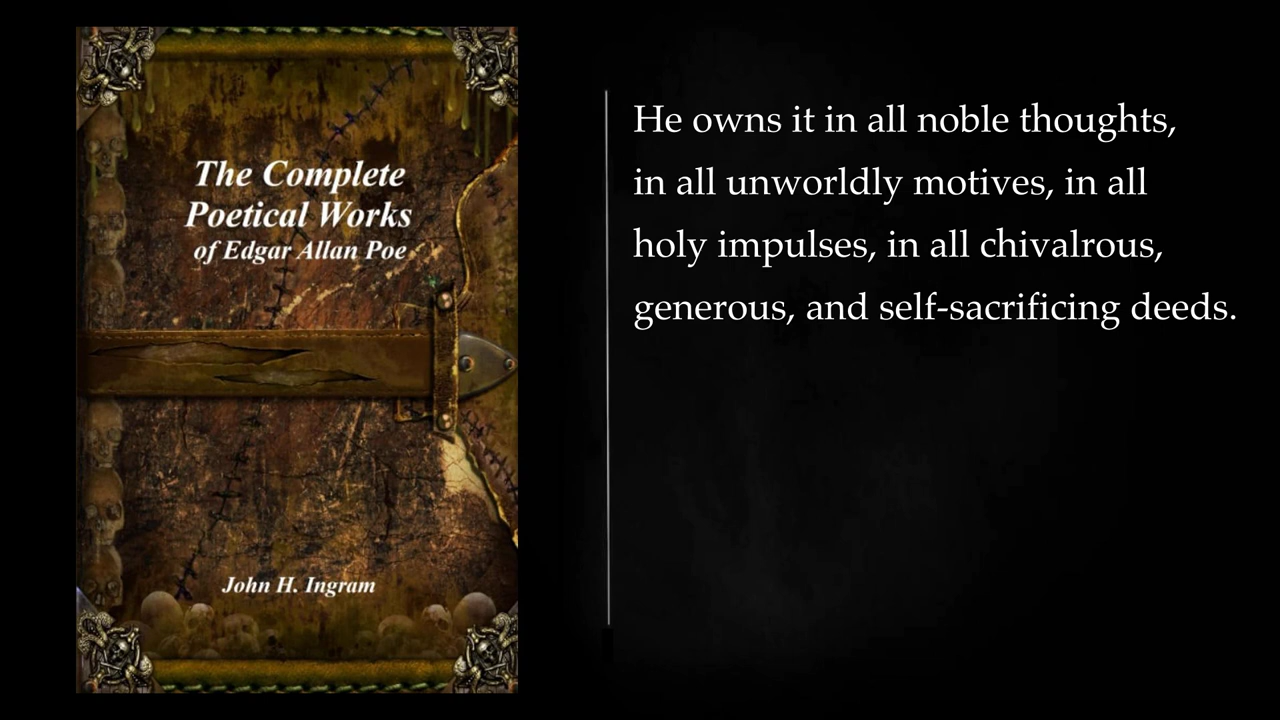 The Complete
Poetical Works
of Edgar Allan Poe
John H. Ingram
He owns it in all noble thoughts,
in all unworldly motives, in all
holy impulses, in all chivalrous,
generous, and self-sacrificing deeds.